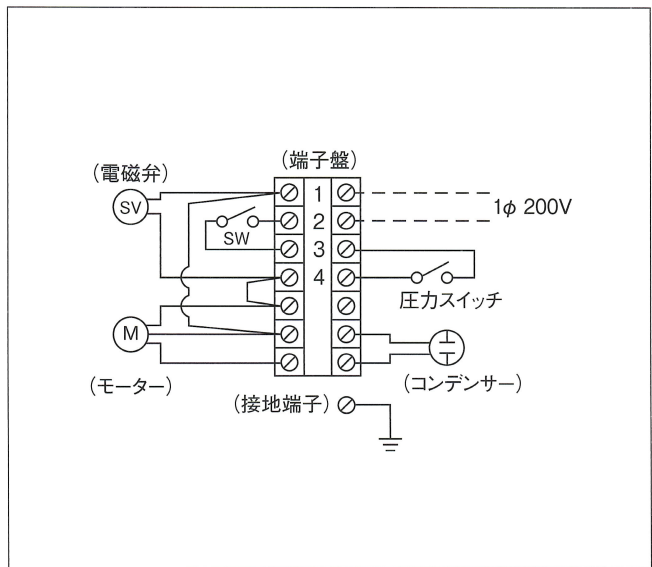 (端子盤)
(電磁弁)
SV
1
1φ 200V
2
SW
3
4
圧力スイッチ
M
(モーター)
(コンデンサー)
(接地端子)